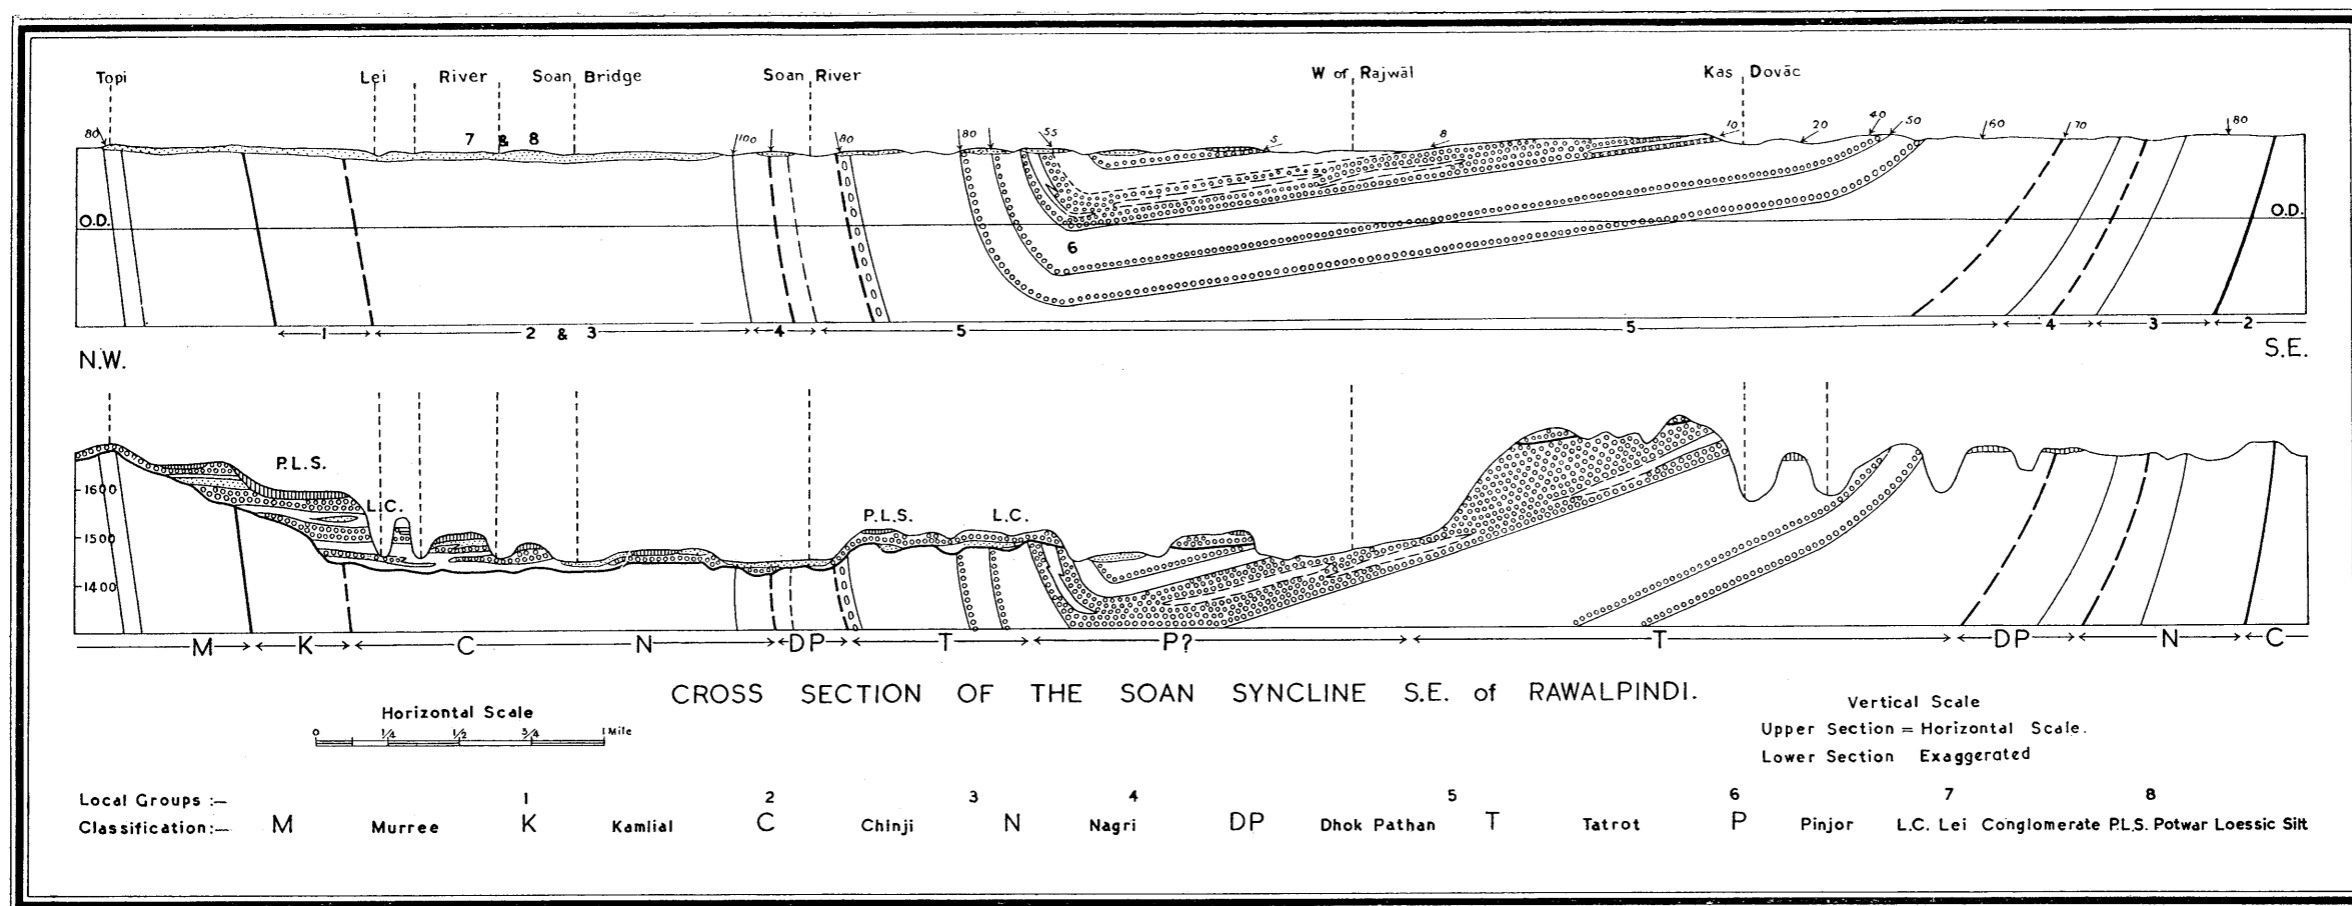 Topi Lei River Soan Bridge Soan River W of Rajwāl Kas Dovāc
80 7 & 8 100 80 80 55 5 8 10 20 40 50 60 70 80
O.D. O.D.
6
1 2 & 3 4 5 5 4 3 2
N.W. S.E.
P.L.S.
1600
L.C.
P.L.S. L.C.
1500
1400
M K C N DP T P? T DP N C
CROSS SECTION OF THE SOAN SYNCLINE S.E. of RAWALPINDI.
Horizontal Scale
0 1/4 1/2 3/4 1 Mile
Vertical Scale
Upper Section = Horizontal Scale.
Lower Section Exaggerated
Local Groups :— 1 2 3 4 5 6 7 8
Classification:— M Murree K Kamlial C Chinji N Nagri DP Dhok Pathan T Tatrot P Pinjor L.C. Lei Conglomerate P.L.S. Potwar Loessic Silt